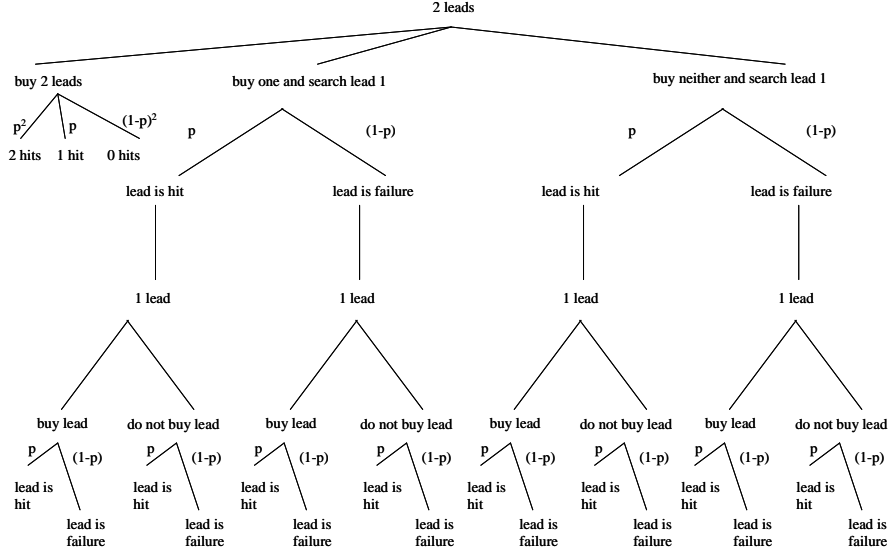 2 leads
buy 2 leads
buy one and search lead 1
buy neither and search lead 1
p²
p
(1-p)²
p
(1-p)
p
(1-p)
2 hits
1 hit
0 hits
lead is hit
lead is failure
lead is hit
lead is failure
1 lead
1 lead
1 lead
1 lead
buy lead
do not buy lead
buy lead
do not buy lead
buy lead
do not buy lead
buy lead
do not buy lead
p
(1-p)
p
(1-p)
p
(1-p)
p
(1-p)
p
(1-p)
p
(1-p)
p
(1-p)
p
(1-p)
lead is
hit
lead is
hit
lead is
hit
lead is
hit
lead is
hit
lead is
hit
lead is
hit
lead is
hit
lead is
failure
lead is
failure
lead is
failure
lead is
failure
lead is
failure
lead is
failure
lead is
failure
lead is
failure